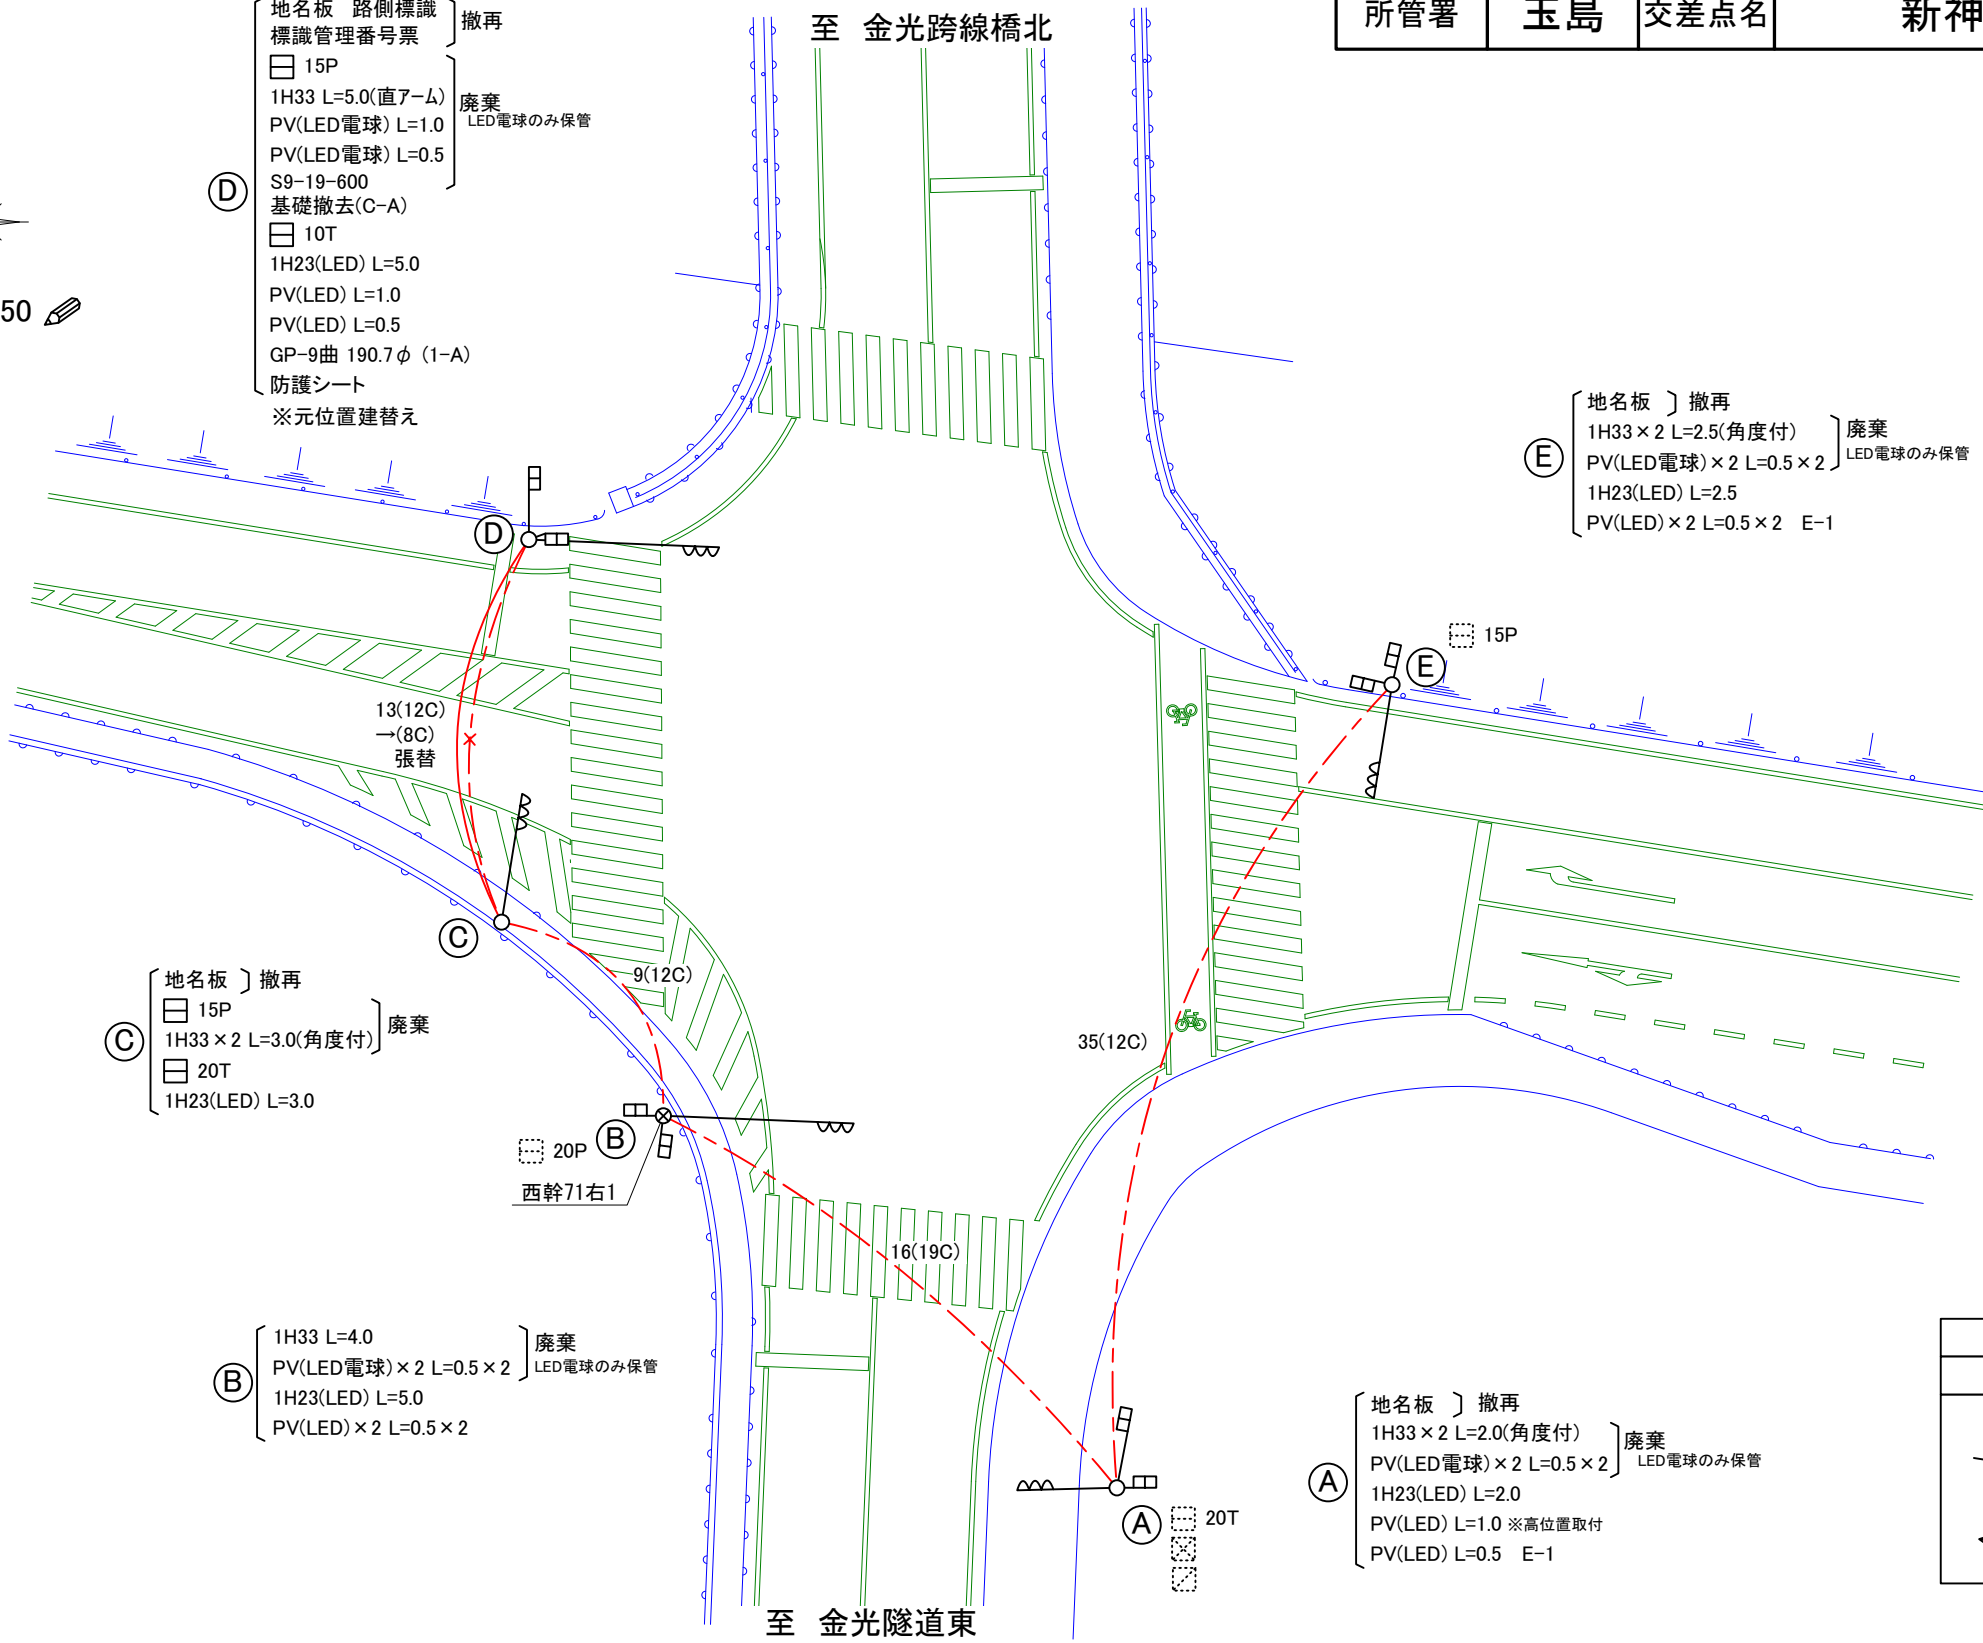 所管署 玉島 交差点名 新神
至 金光跨線橋北
地名板 路側標識
標識管理番号票
撤再
15P
1H33 L=5.0(直アーム)
PV(LED電球) L=1.0
PV(LED電球) L=0.5
S9-19-600
廃棄
LED電球のみ保管
基礎撤去(C-A)
10T
1H23(LED) L=5.0
PV(LED) L=1.0
PV(LED) L=0.5
GP-9曲 190.7φ (1-A)
防護シート
※元位置建替え
D
50
E
地名板 撤再
1H33×2 L=2.5(角度付)
PV(LED電球)×2 L=0.5×2
廃棄
LED電球のみ保管
1H23(LED) L=2.5
PV(LED)×2 L=0.5×2 E-1
D
E
15P
13(12C)
→(8C)
張替
C
9(12C)
35(12C)
C
地名板 撤再
15P
1H33×2 L=3.0(角度付)
廃棄
20T
1H23(LED) L=3.0
20P
B
西幹71右1
16(19C)
B
1H33 L=4.0
PV(LED電球)×2 L=0.5×2
廃棄
LED電球のみ保管
1H23(LED) L=5.0
PV(LED)×2 L=0.5×2
A
20T
A
地名板 撤再
1H33×2 L=2.0(角度付)
PV(LED電球)×2 L=0.5×2
廃棄
LED電球のみ保管
1H23(LED) L=2.0
PV(LED) L=1.0 ※高位置取付
PV(LED) L=0.5 E-1
至 金光隧道東